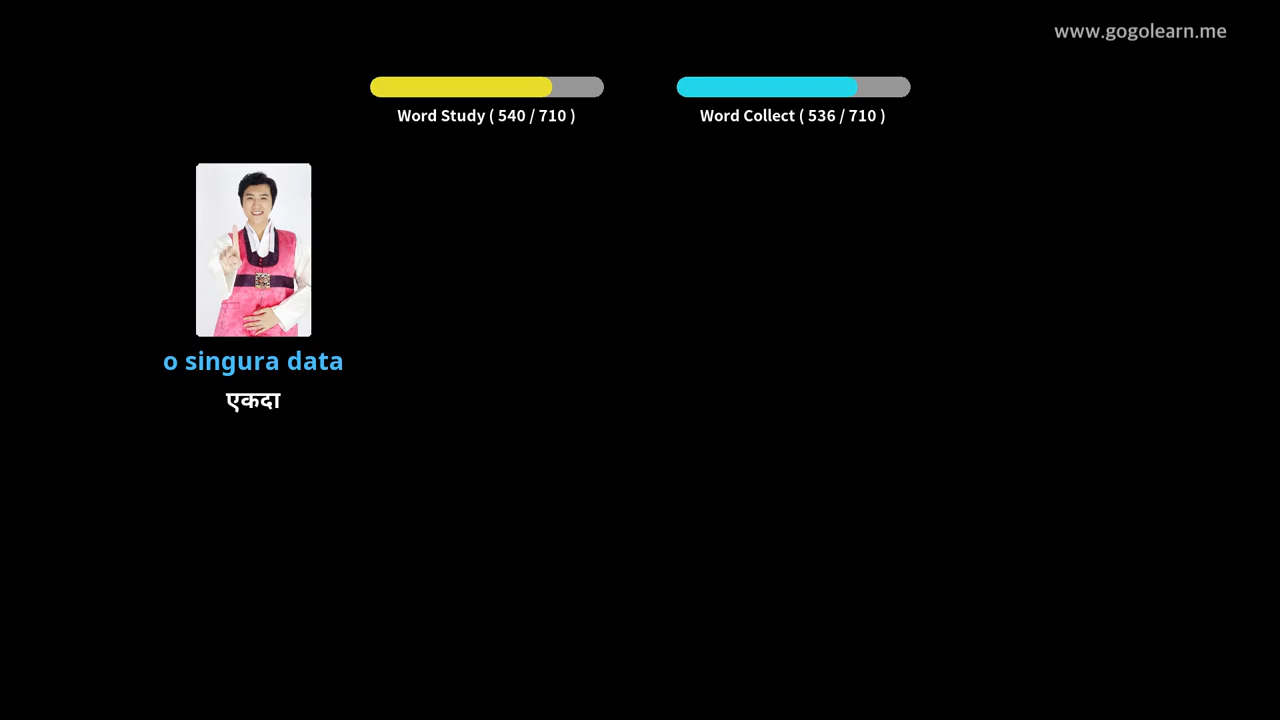 www.gogolearn.me
Word Study ( 540 / 710 )
Word Collect ( 536 / 710 )
o singura data
एकदा